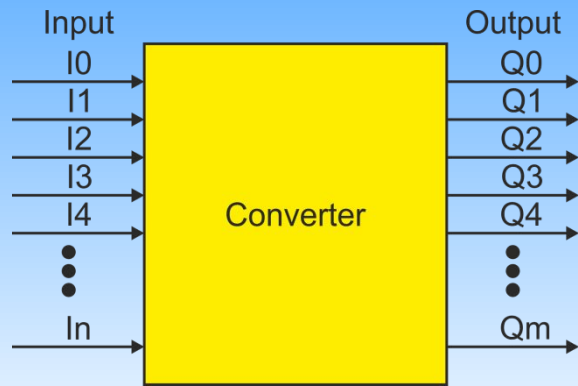 Input Output
I0 Q0
I1 Q1
I2 Q2
I3 Q3
I4 Converter Q4
In Qm